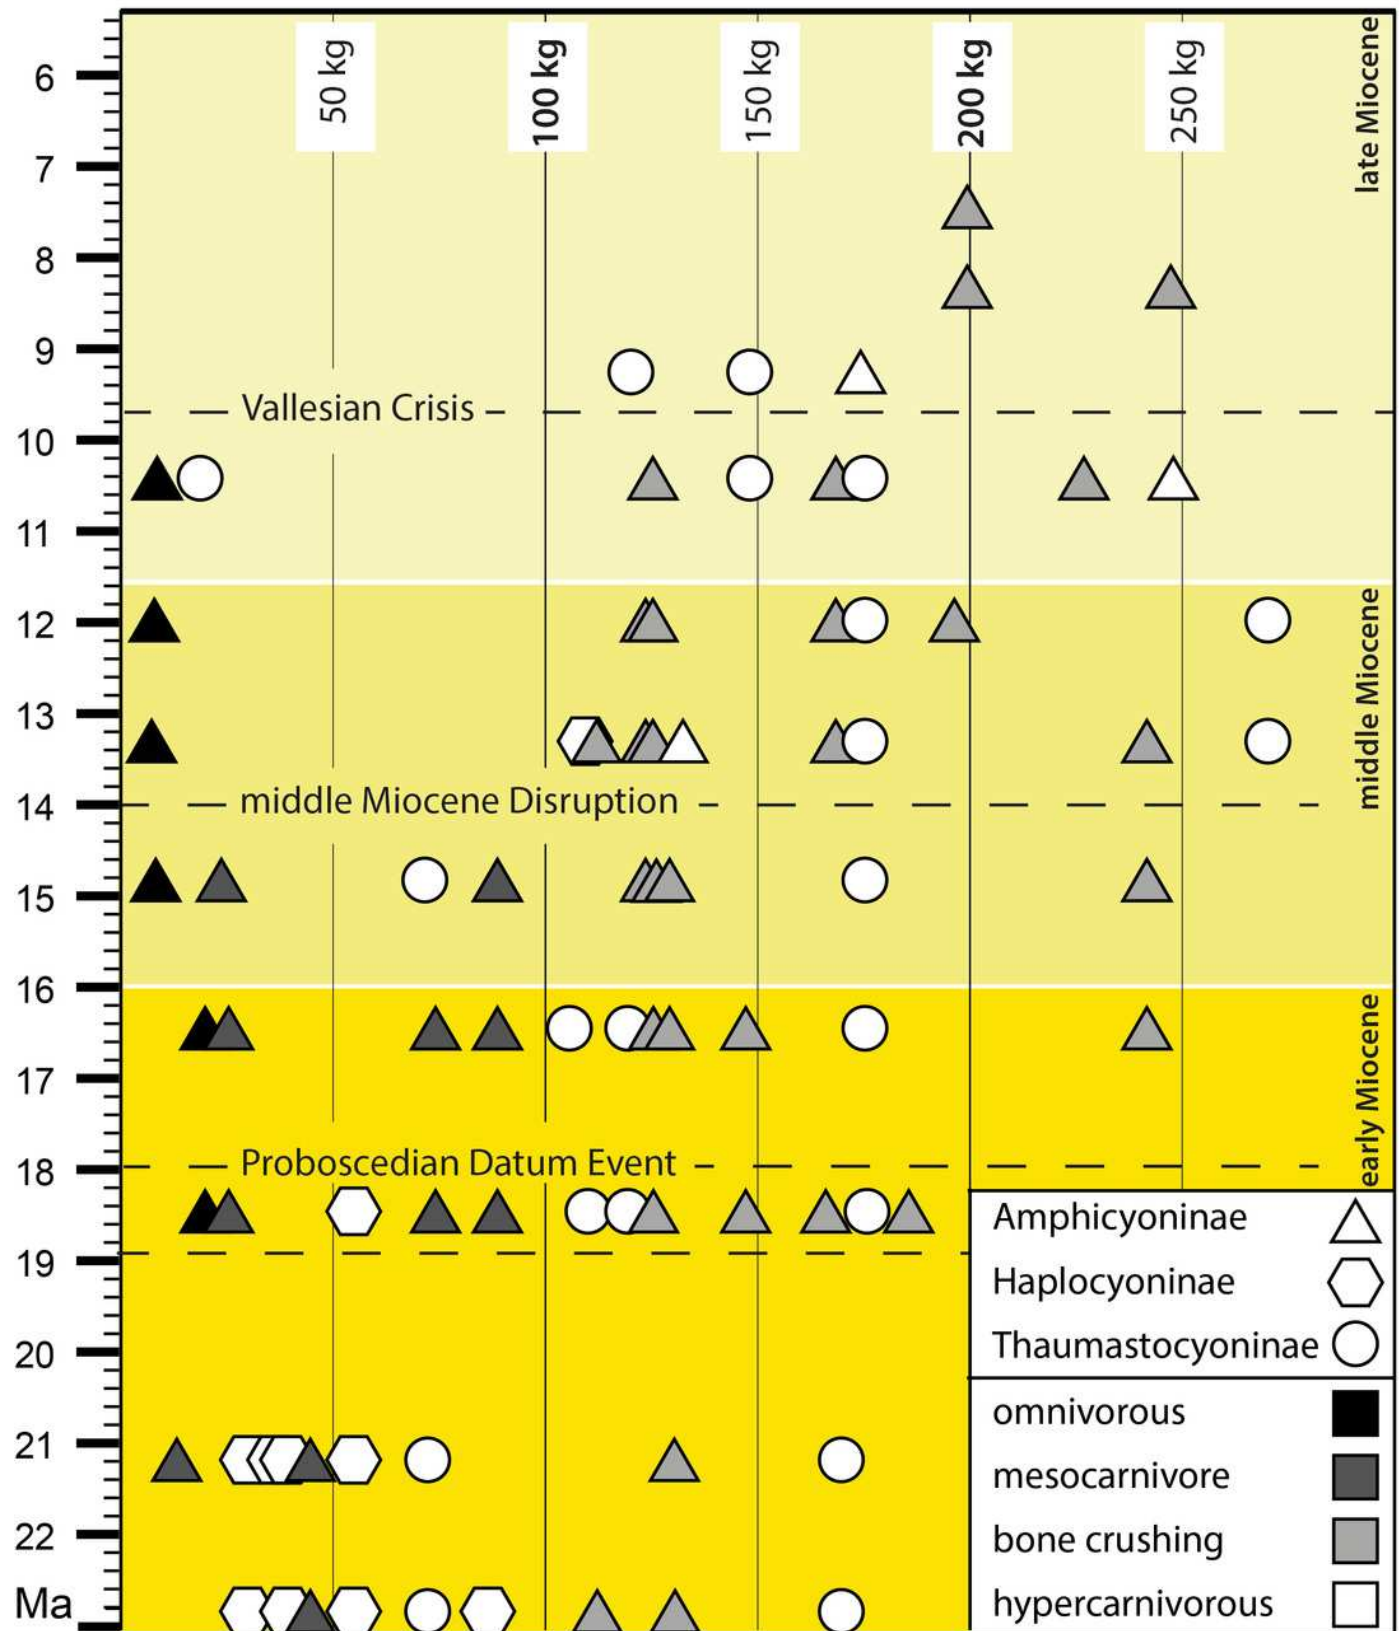 50 kg
100 kg
150 kg
200 kg
250 kg
late Miocene
6
7
8
9
Vallesian Crisis
10
11
12
middle Miocene
13
middle Miocene Disruption
14
15
16
early Miocene
17
Proboscedian Datum Event
18
Amphicyoninae
19
Haplocyoninae
Thaumastocyoninae
20
omnivorous
21
mesocarnivore
22
bone crushing
Ma
hypercarnivorous